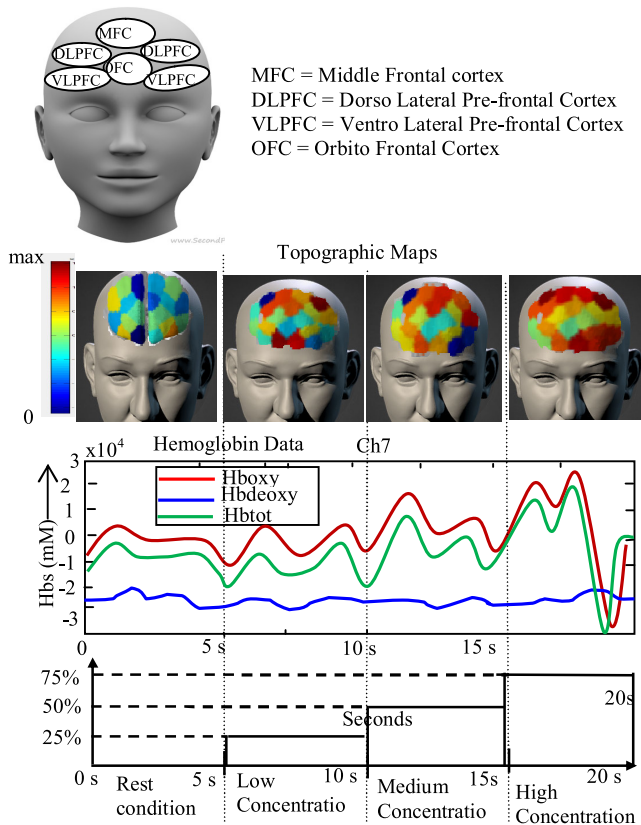 MFC
DLPFC DLPFC
OFC
VLPFC VLPFC
MFC = Middle Frontal cortex
DLPFC = Dorso Lateral Pre-frontal Cortex
VLPFC = Ventro Lateral Pre-frontal Cortex
OFC = Orbito Frontal Cortex
www.SecondF
Topographic Maps
max
0
x10⁴
Hemoglobin Data Ch7
Hboxy
Hbdeoxy
Hbtot
Hbs (mM)
3
2
1
0
-1
-2
-3
0 5 s 10 s 15 s
75%
50%
25%
20s
Seconds
0 s 5 s 10 s 15s 20 s
Rest condition
Low Concentratio
Medium Concentratio
High Concentration